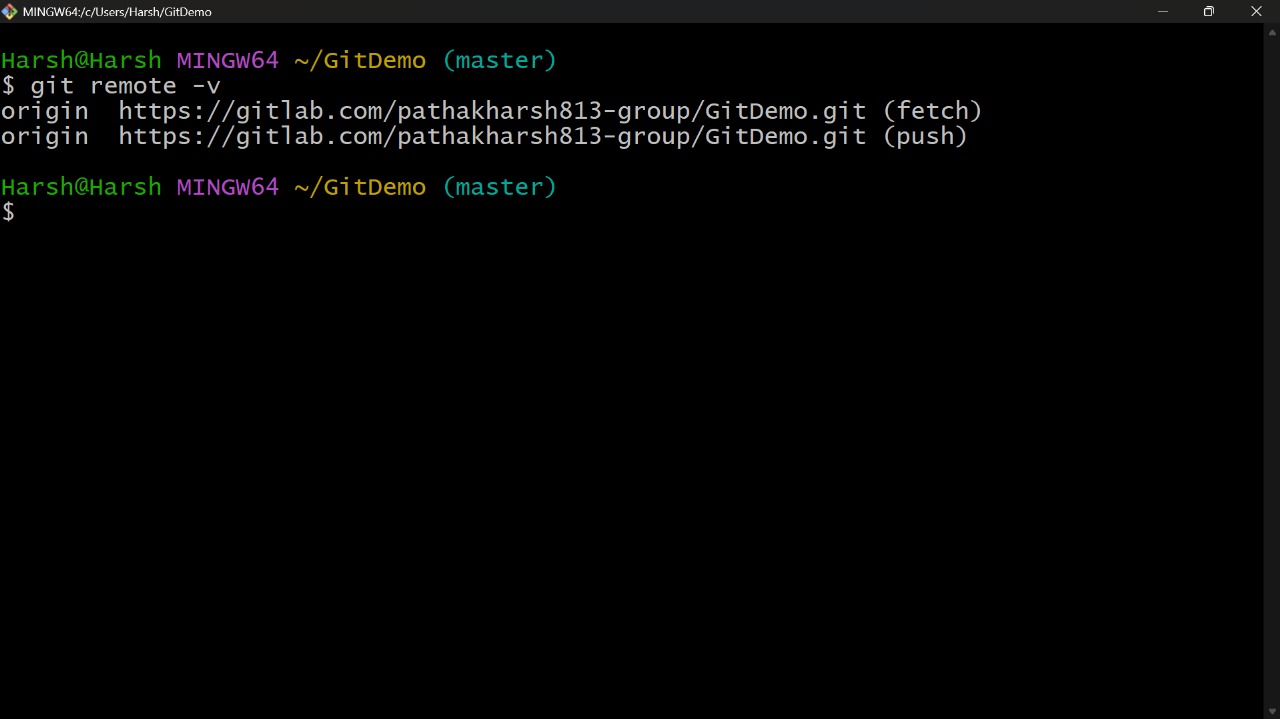 MINGW64:/c/Users/Harsh/GitDemo
Harsh@Harsh MINGW64 ~/GitDemo (master)
$ git remote -v
origin  https://gitlab.com/pathakharsh813-group/GitDemo.git (fetch)
origin  https://gitlab.com/pathakharsh813-group/GitDemo.git (push)
Harsh@Harsh MINGW64 ~/GitDemo (master)
$